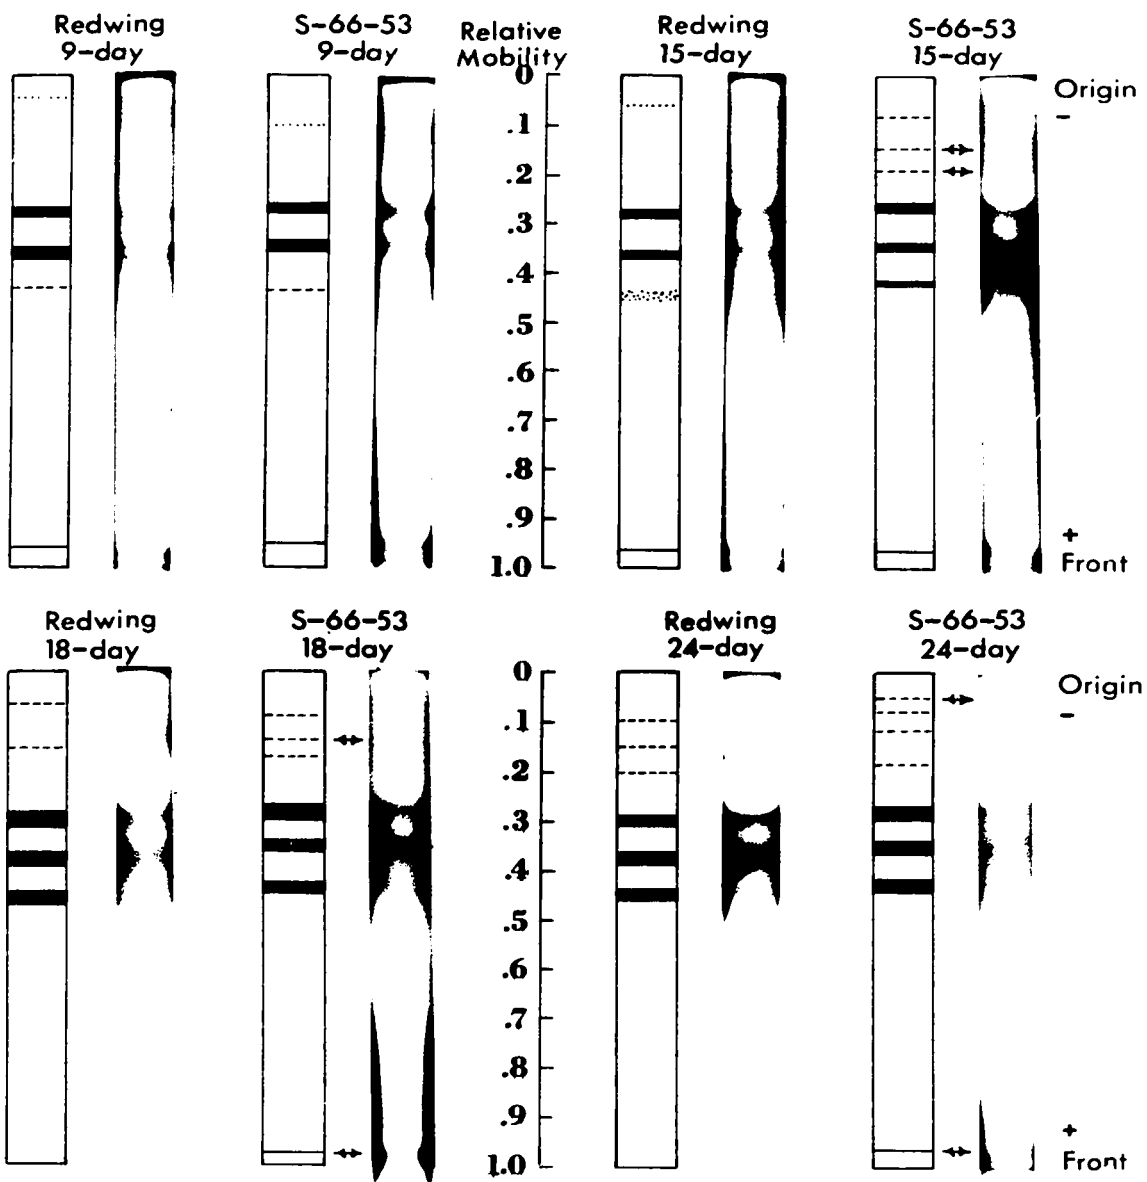 Redwing
9-day
S-66-53
9-day
Relative
Mobility
Redwing
15-day
S-66-53
15-day
0
.1
.2
.3
.4
.5
.6
.7
.8
.9
1.0
Origin
-
+
Front
Redwing
18-day
S-66-53
18-day
Redwing
24-day
S-66-53
24-day
0
.1
.2
.3
.4
.5
.6
.7
.8
.9
1.0
Origin
-
+
Front